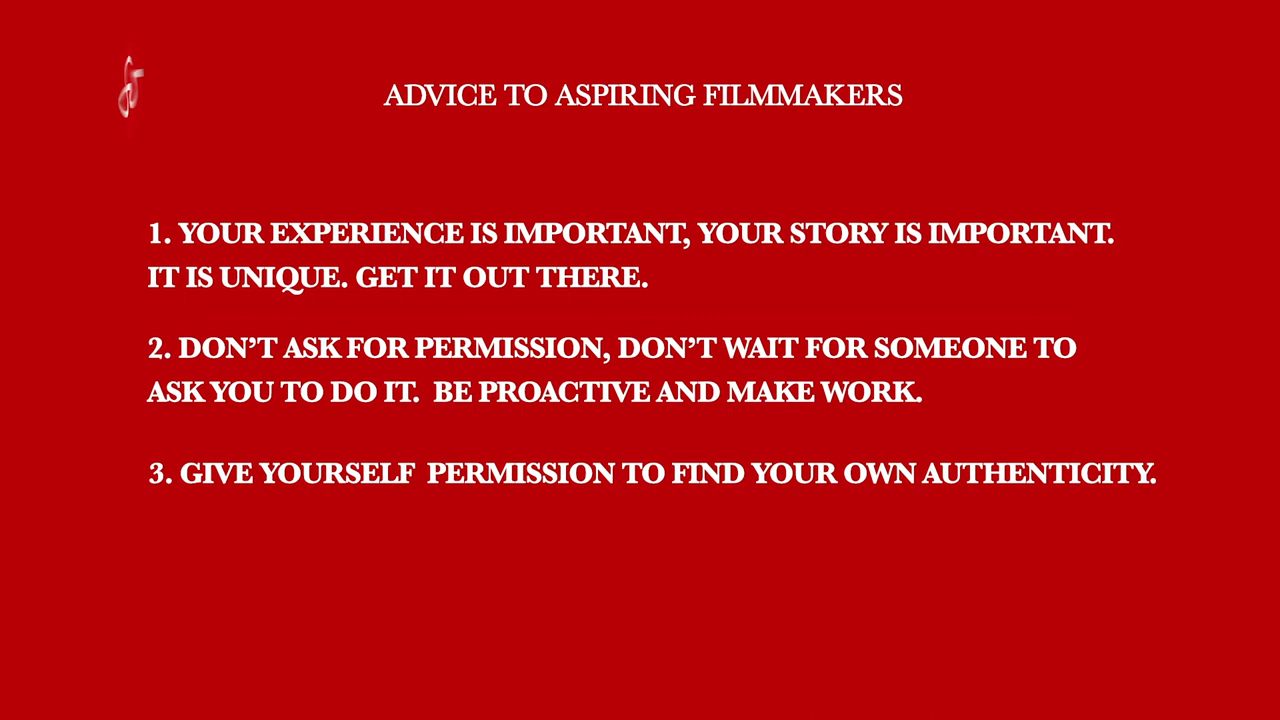 ADVICE TO ASPIRING FILMMAKERS
1. YOUR EXPERIENCE IS IMPORTANT, YOUR STORY IS IMPORTANT.
IT IS UNIQUE. GET IT OUT THERE.
2. DON’T ASK FOR PERMISSION, DON’T WAIT FOR SOMEONE TO
ASK YOU TO DO IT.  BE PROACTIVE AND MAKE WORK.
3. GIVE YOURSELF  PERMISSION TO FIND YOUR OWN AUTHENTICITY.